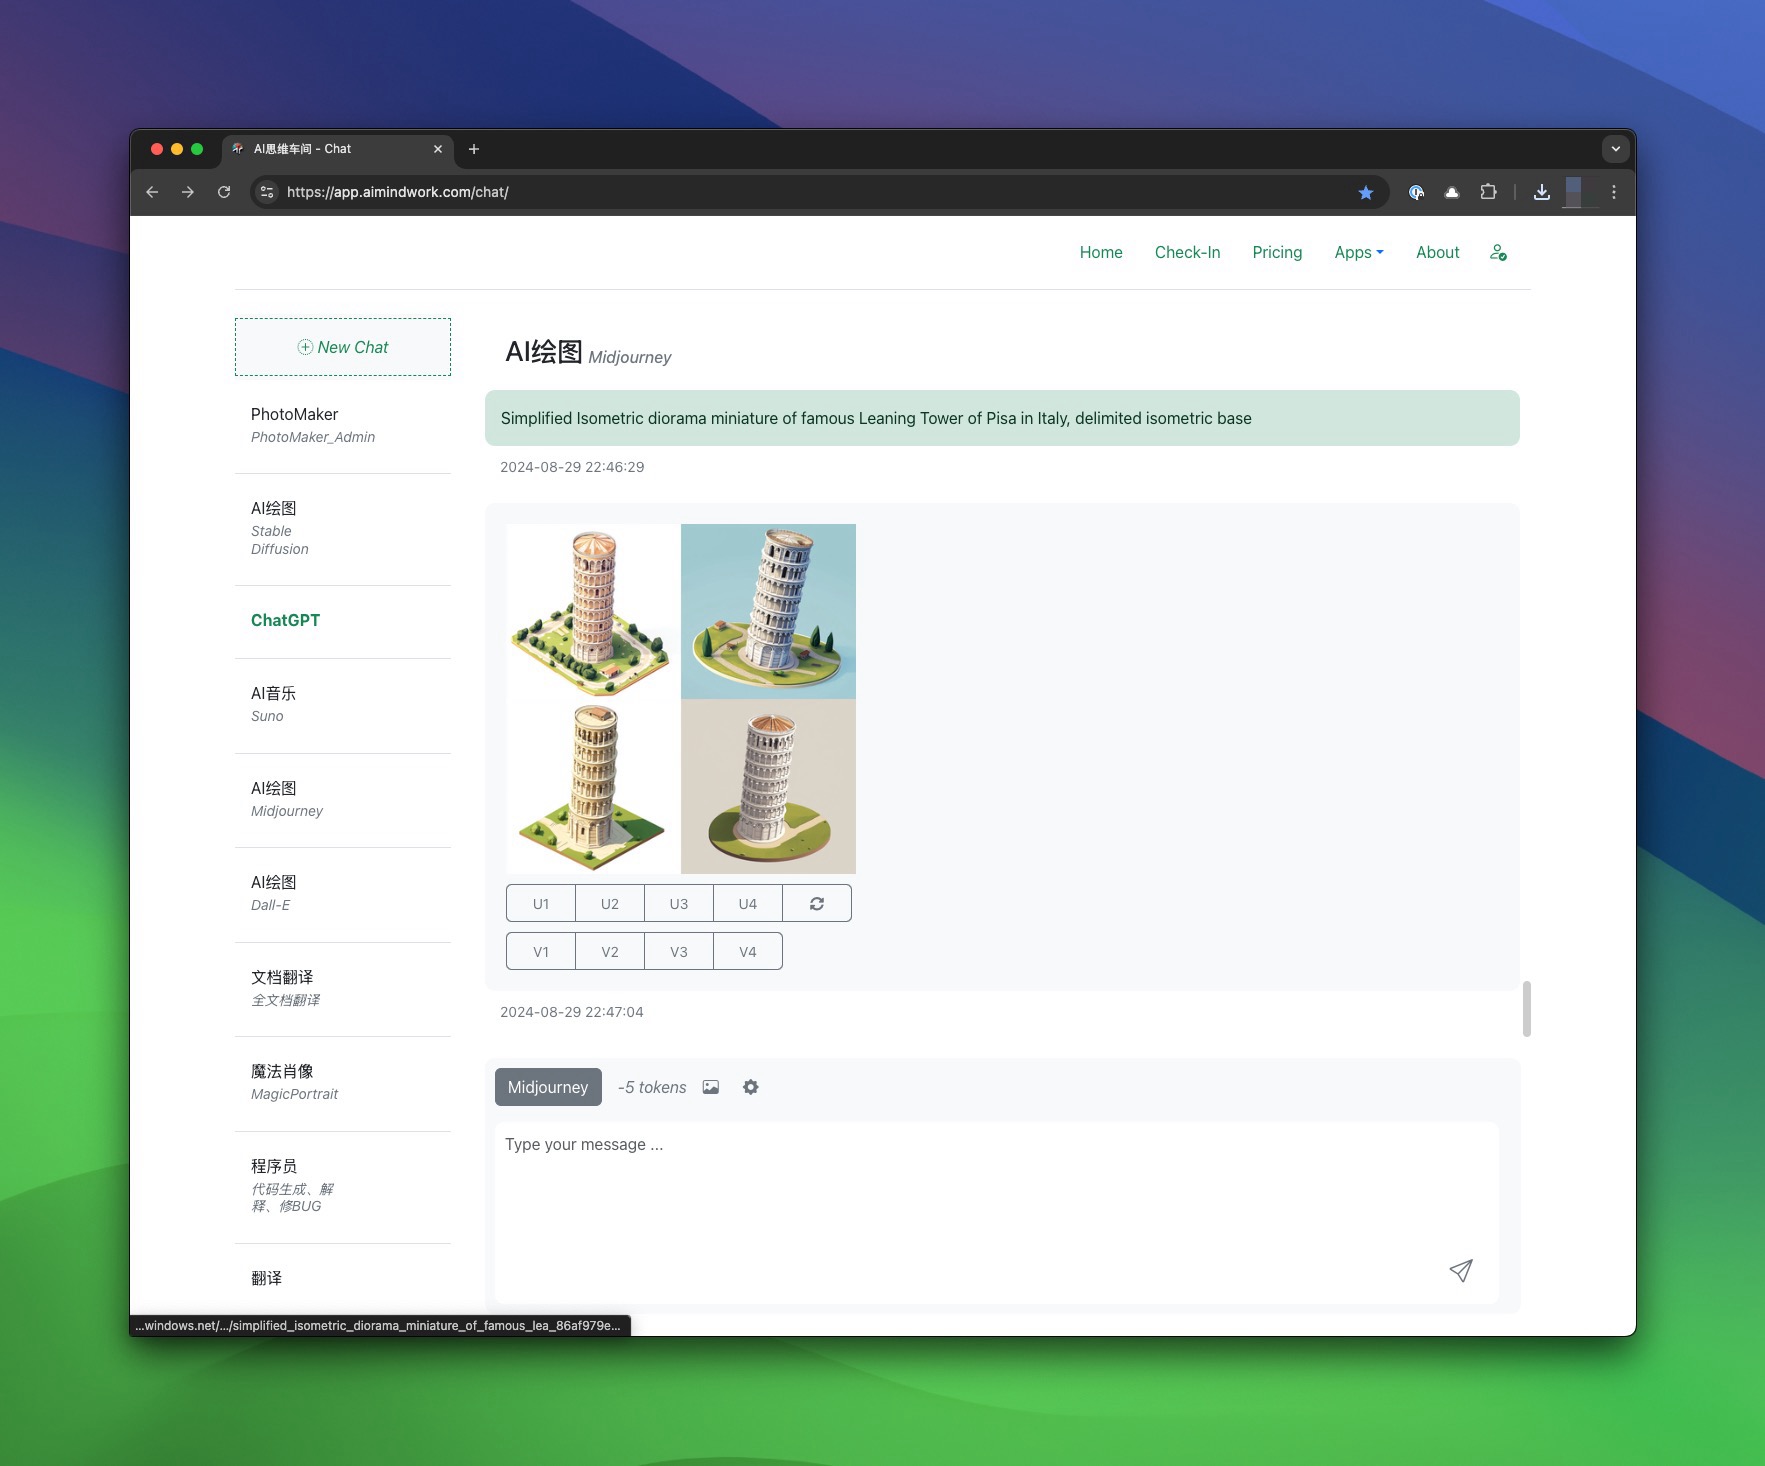 AI思维车间 - Chat
https://app.aimindwork.com/chat/
Home
Check-In
Pricing
Apps
About
New Chat
PhotoMaker
PhotoMaker_Admin
AI绘图
Stable
Diffusion
ChatGPT
AI音乐
Suno
AI绘图
Midjourney
AI绘图
Dall-E
文档翻译
全文档翻译
魔法肖像
MagicPortrait
程序员
代码生成、解
释、修BUG
翻译
AI绘图 Midjourney
Simplified Isometric diorama miniature of famous Leaning Tower of Pisa in Italy, delimited isometric base
2024-08-29 22:46:29
U1 U2 U3 U4
V1 V2 V3 V4
2024-08-29 22:47:04
Midjourney -5 tokens
Type your message ...
...windows.net/.../simplified_isometric_diorama_miniature_of_famous_lea_86af979e...